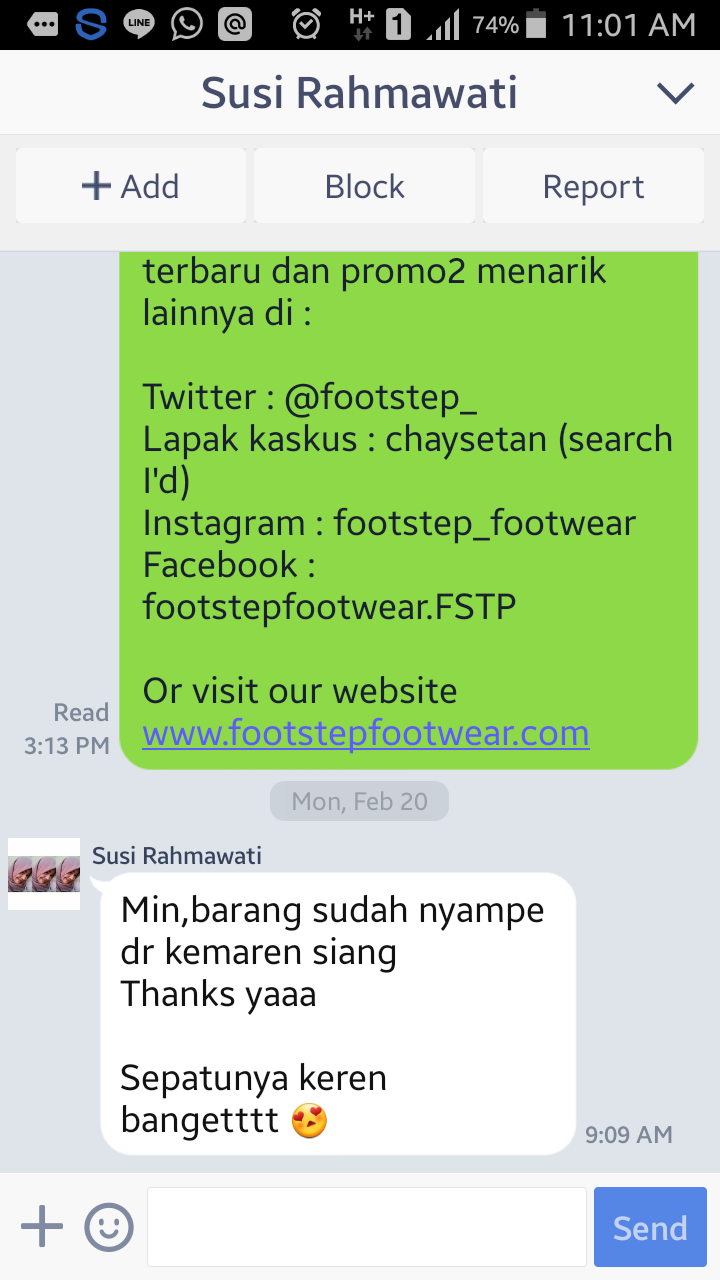 LINE
H+
1
74%
11:01 AM
Susi Rahmawati
+ Add
Block
Report
terbaru dan promo2 menarik
lainnya di :
Twitter : @footstep_
Lapak kaskus : chaysetan (search
I'd)
Instagram : footstep_footwear
Facebook :
footstepfootwear.FSTP
Or visit our website
www.footstepfootwear.com
Read
3:13 PM
Mon, Feb 20
Susi Rahmawati
Min,barang sudah nyampe
dr kemaren siang
Thanks yaaa
Sepatunya keren
bangetttt 😍
9:09 AM
Send